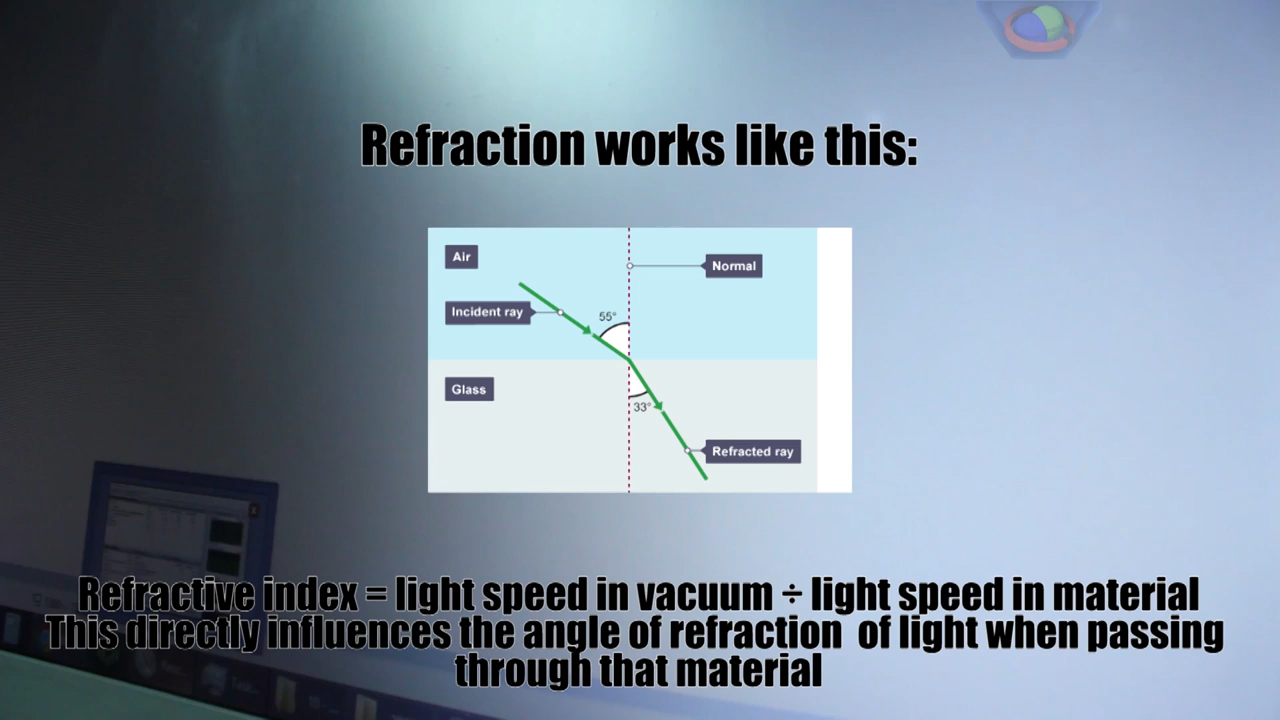 Refraction works like this:
Air
Normal
Incident ray
55°
Glass
33°
Refracted ray
Refractive index = light speed in vacuum ÷ light speed in material
This directly influences the angle of refraction  of light when passing
through that material